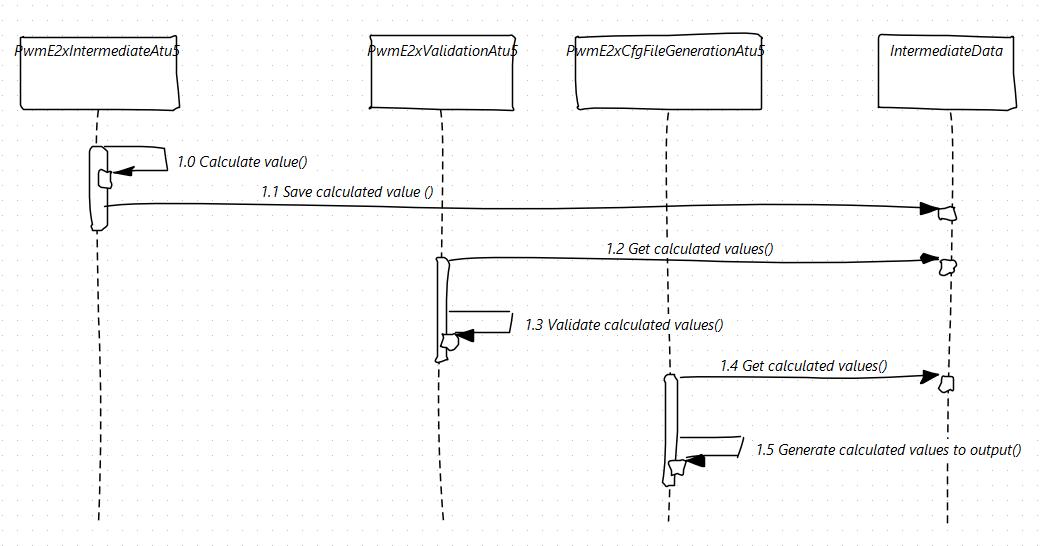 PwmE2xIntermediateAtu5
PwmE2xValidationAtu5
PwmE2xCfgFileGenerationAtu5
IntermediateData
1.0 Calculate value()
1.1 Save calculated value ()
1.2 Get calculated values()
1.3 Validate calculated values()
1.4 Get calculated values()
1.5 Generate calculated values to output()